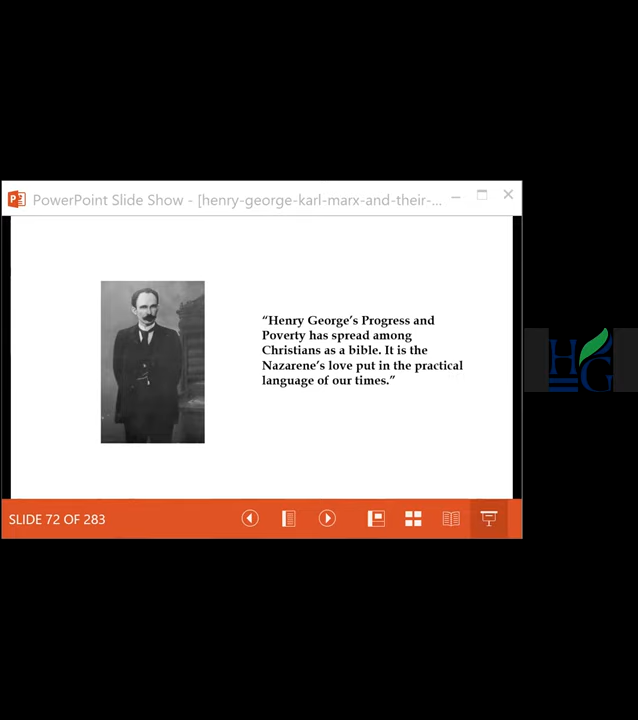 PowerPoint Slide Show - [henry-george-karl-marx-and-their-...
“Henry George’s Progress and
Poverty has spread among
Christians as a bible. It is the
Nazarene’s love put in the practical
language of our times.”
HG
SLIDE 72 OF 283